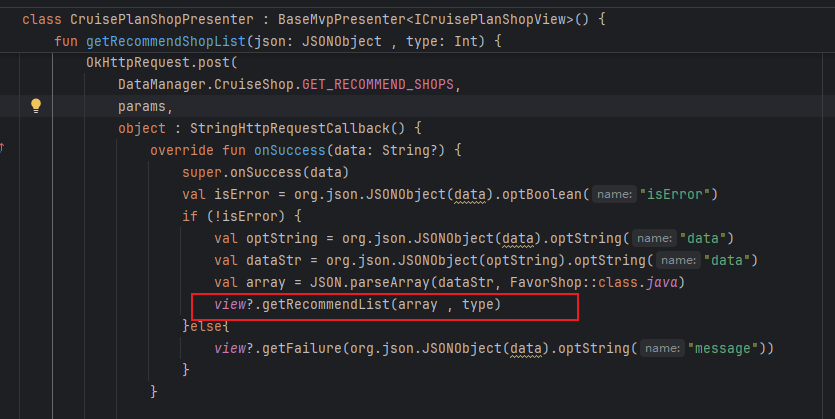 class CruisePlanShopPresenter : BaseMvpPresenter<ICruisePlanShopView>() {
    fun getRecommendShopList(json: JSONObject , type: Int) {
        OkHttpRequest.post(
            DataManager.CruiseShop.GET_RECOMMEND_SHOPS,
            params,
            object : StringHttpRequestCallback() {
                override fun onSuccess(data: String?) {
                    super.onSuccess(data)
                    val isError = org.json.JSONObject(data).optBoolean( name: "isError")
                    if (!isError) {
                        val optString = org.json.JSONObject(data).optString( name: "data")
                        val dataStr = org.json.JSONObject(optString).optString( name: "data")
                        val array = JSON.parseArray(dataStr, FavorShop::class.java)
                        view?.getRecommendList(array , type)
                    }else{
                        view?.getFailure(org.json.JSONObject(data).optString( name: "message"))
                    }
                }